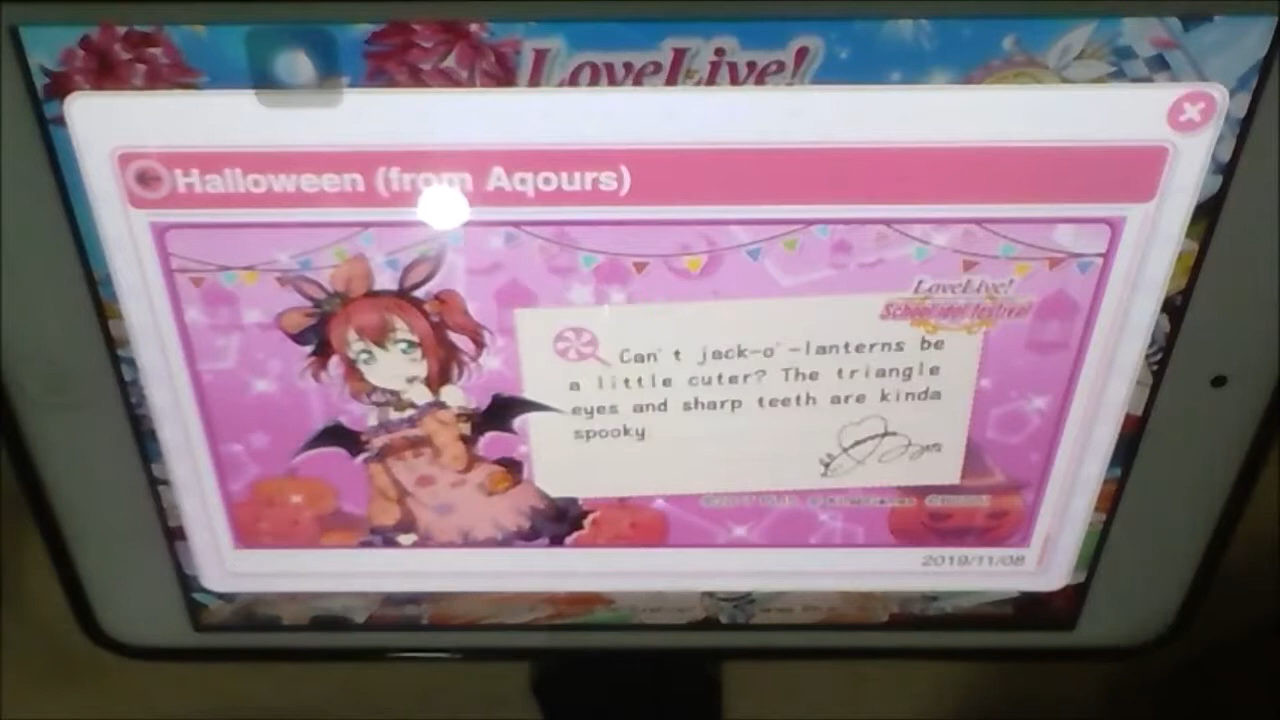 LoveLive!
Halloween (from Aqours)
LoveLive!
School idol festival
Can't jack-o'-lanterns be
a little cuter? The triangle
eyes and sharp teeth are kinda
spooky
2019/11/08